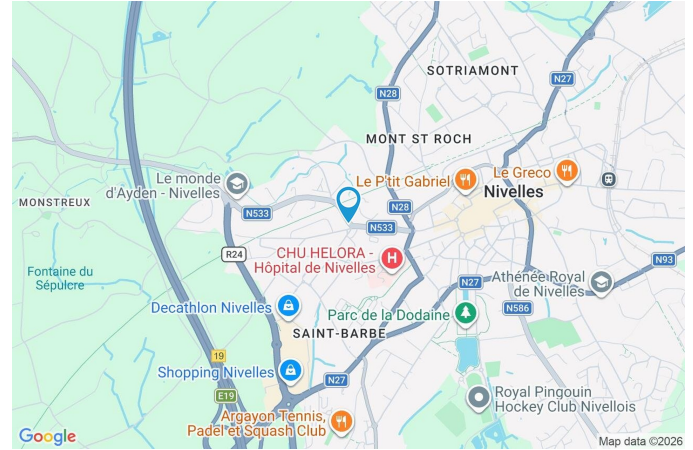 SOTRIAMONT
N27
N28
MONT ST ROCH
Le monde
d'Ayden - Nivelles
Le P'tit Gabriel
Le Greco
Nivelles
MONSTREUX
N533
N28
N533
R24
CHU HELORA -
Hôpital de Nivelles
N93
Fontaine du
Sépulcre
N27
Athénée Royal
de Nivelles
Decathlon Nivelles
Parc de la Dodaine
N586
SAINT-BARBE
19
Shopping Nivelles
N27
E19
Royal Pingouin
Hockey Club Nivellois
Argayon Tennis,
Padel et Squash Club
Google
Map data ©2026